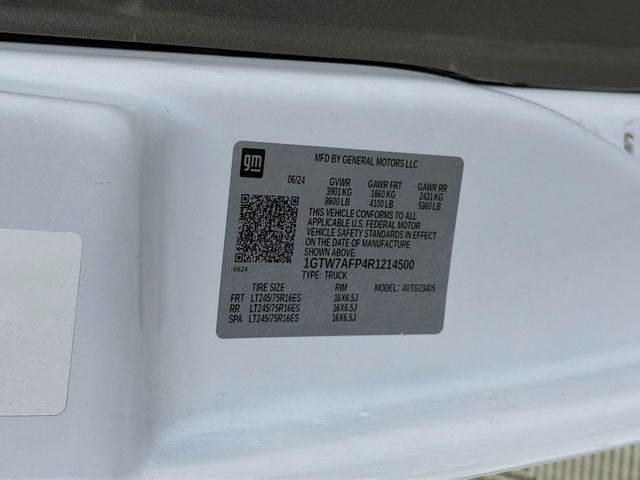 gm
MFD BY GENERAL MOTORS LLC
06/24 GVWR GAWR FRT GAWR RR
3901 KG 1860 KG 2431 KG
8600 LB 4100 LB 5360 LB
THIS VEHICLE CONFORMS TO ALL
APPLICABLE U.S. FEDERAL MOTOR
VEHICLE SAFETY STANDARDS IN EFFECT
ON THE DATE OF MANUFACTURE
SHOWN ABOVE.
1GTW7AFP4R1214500
8624
TYPE: TRUCK
TIRE SIZE RIM MODEL: 40TG23405
FRT LT245/75R16ES 16X6.5J
RR LT245/75R16ES 16X6.5J
SPA LT245/75R16ES 16X6.5J